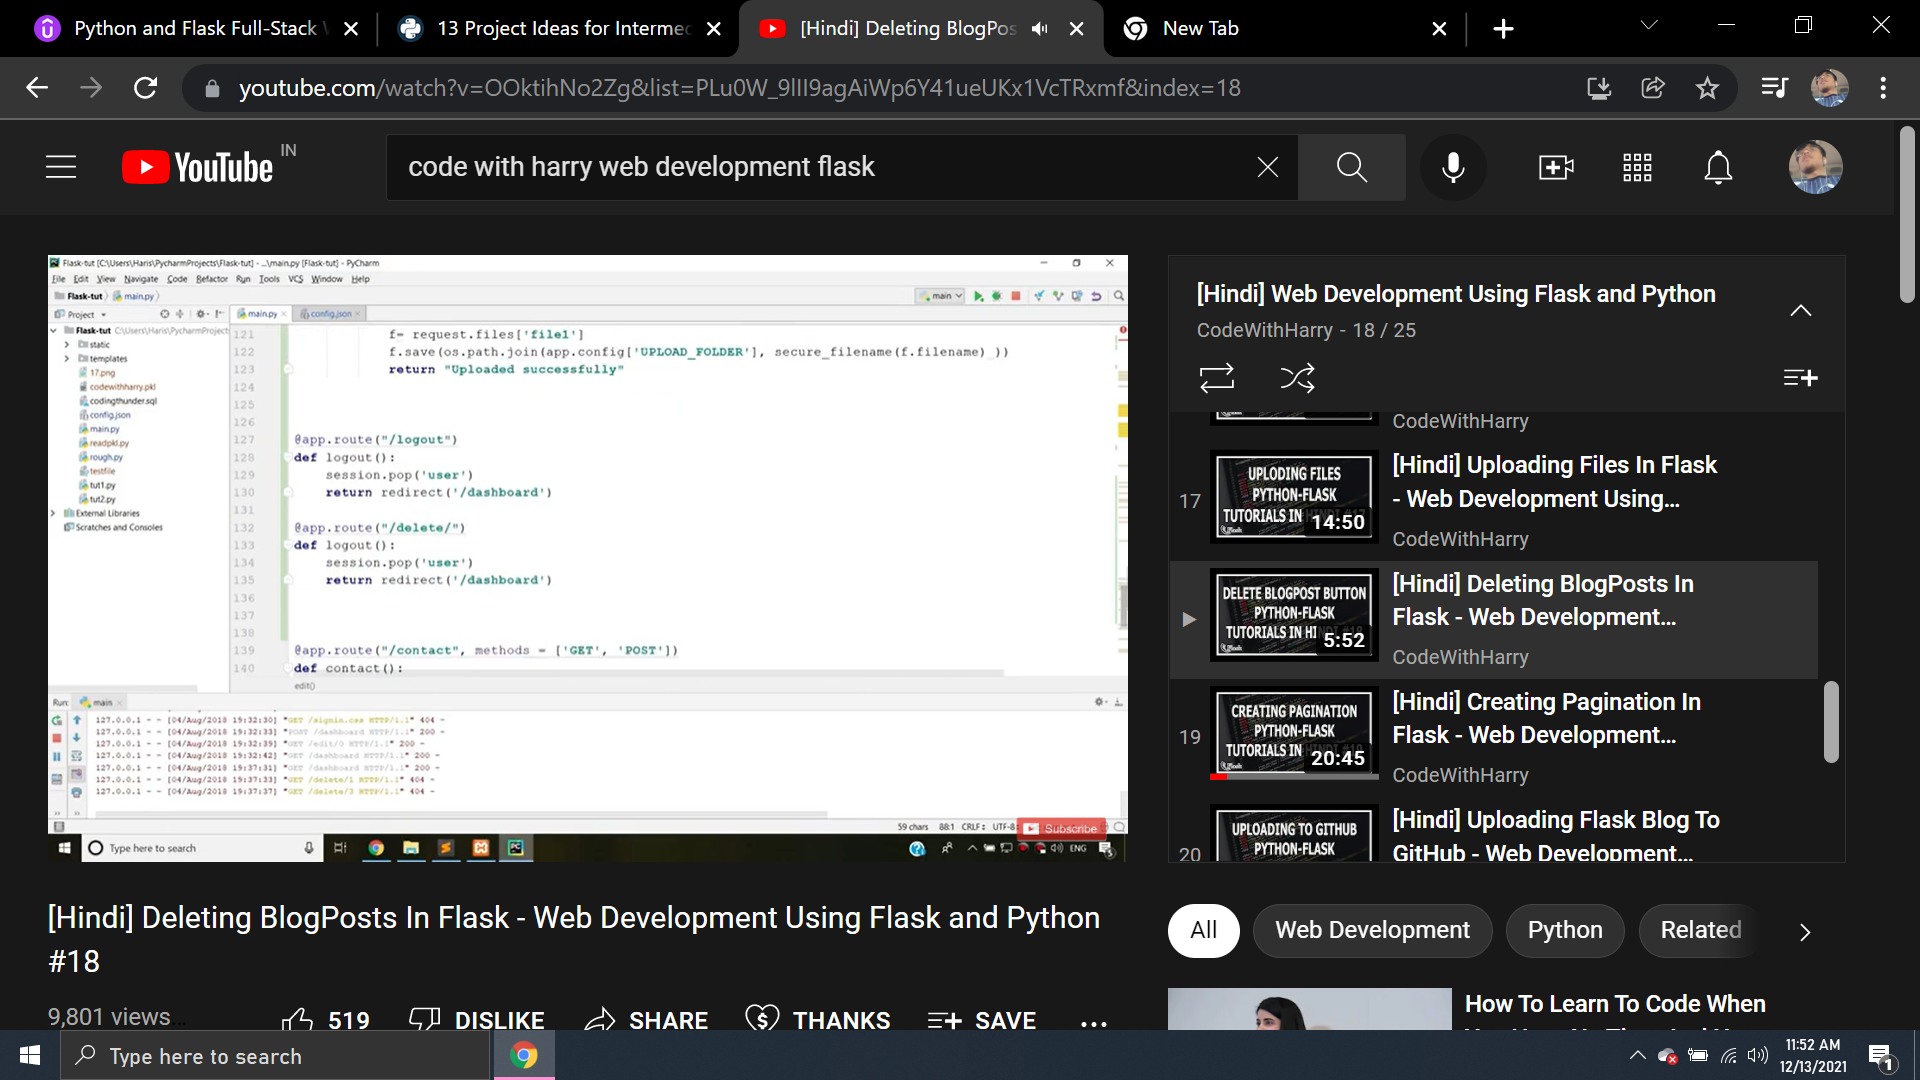 Python and Flask Full-Stack
13 Project Ideas for Intermed
[Hindi] Deleting BlogPos
New Tab
youtube.com/watch?v=OOktihNo2Zg&list=PLu0W_9lII9agAiWp6Y41ueUKx1VcTRxmf&index=18
YouTube IN
code with harry web development flask
Flask-tut [C:\Users\Haris\PycharmProjects\Flask-tut] - ...\main.py [Flask-tut] - PyCharm
File Edit View Navigate Code Refactor Run Tools VCS Window Help
Flask-tut main.py
main
Project
main.py
config.json
Flask-tut C:\Users\Haris\PycharmProject
static
templates
17.png
codewithharry.pkl
codingthunder.sql
config.json
main.py
readpkl.py
rough.py
testfile
tut1.py
tut2.py
External Libraries
Scratches and Consoles
121 f= request.files['file1']
122 f.save(os.path.join(app.config['UPLOAD_FOLDER'], secure_filename(f.filename) ))
123 return "Uploaded successfully"
124
125
126
127 @app.route("/logout")
128 def logout():
129 session.pop('user')
130 return redirect('/dashboard')
131
132 @app.route("/delete/")
133 def logout():
134 session.pop('user')
135 return redirect('/dashboard')
136
137
138
139 @app.route("/contact", methods = ['GET', 'POST'])
140 def contact():
edit()
Run: main
127.0.0.1 - - [04/Aug/2018 19:32:30] "GET /signin.css HTTP/1.1" 404 -
127.0.0.1 - - [04/Aug/2018 19:32:33] "POST /dashboard HTTP/1.1" 200 -
127.0.0.1 - - [04/Aug/2018 19:32:39] "GET /edit/0 HTTP/1.1" 200 -
127.0.0.1 - - [04/Aug/2018 19:32:42] "GET /dashboard HTTP/1.1" 200 -
127.0.0.1 - - [04/Aug/2018 19:37:31] "GET /dashboard HTTP/1.1" 200 -
127.0.0.1 - - [04/Aug/2018 19:37:33] "GET /delete/1 HTTP/1.1" 404 -
127.0.0.1 - - [04/Aug/2018 19:37:37] "GET /delete/3 HTTP/1.1" 404 -
59 chars 88:1 CRLF: UTF-8:
Subscribe
Type here to search
ENG
[Hindi] Web Development Using Flask and Python
CodeWithHarry - 18 / 25
CodeWithHarry
17
UPLODING FILES
PYTHON-FLASK
TUTORIALS IN HINDI #17
14:50
[Hindi] Uploading Files In Flask
- Web Development Using...
CodeWithHarry
DELETE BLOGPOST BUTTON
PYTHON-FLASK
TUTORIALS IN HINDI #18
5:52
[Hindi] Deleting BlogPosts In
Flask - Web Development...
CodeWithHarry
19
CREATING PAGINATION
PYTHON-FLASK
TUTORIALS IN HINDI #19
20:45
[Hindi] Creating Pagination In
Flask - Web Development...
CodeWithHarry
20
UPLOADING TO GITHUB
PYTHON-FLASK
[Hindi] Uploading Flask Blog To
GitHub - Web Development...
[Hindi] Deleting BlogPosts In Flask - Web Development Using Flask and Python
#18
9,801 views...
519
DISLIKE
SHARE
THANKS
SAVE
All
Web Development
Python
Related
How To Learn To Code When
Type here to search
11:52 AM
12/13/2021
1